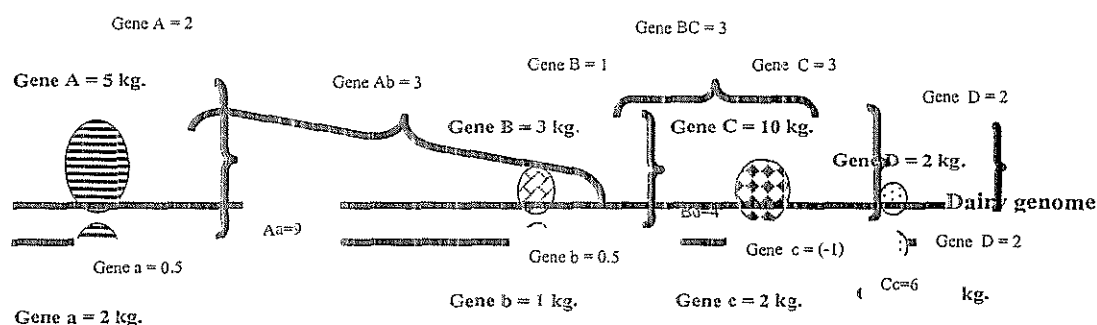 Gene A = 2
Gene BC = 3
Gene A = 5 kg.
Gene Ab = 3
Gene B = 1
Gene C = 3
Gene D = 2
Gene B = 3 kg.
Gene C = 10 kg.
Gene D = 2 kg.
Dairy genome
Aa=9
Gene a = 0.5
Gene b = 0.5
Gene c = (-1)
Gene D = 2
Cc=6
Gene a = 2 kg.
Gene b = 1 kg.
Gene c = 2 kg.
kg.